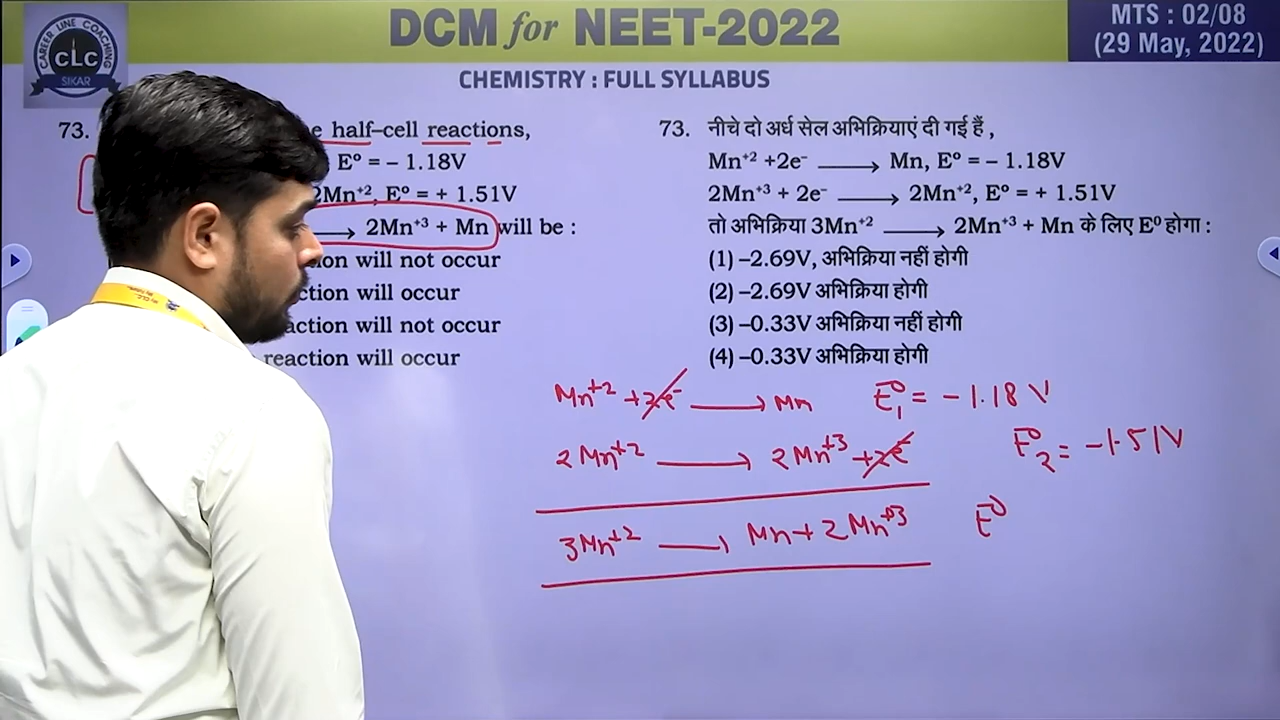 DCM for NEET-2022
MTS : 02/08
(29 May, 2022)
CAREER LINE COACHING
CLC
SIKAR
CHEMISTRY : FULL SYLLABUS
73.
half–cell reactions,
E° = – 1.18V
2Mn⁺², E° = + 1.51V
⟶ 2Mn⁺³ + Mn will be :
will not occur
will occur
will not occur
reaction will occur
73. नीचे दो अर्ध सेल अभिक्रियाएं दी गई हैं ,
Mn⁺² +2e⁻ ⟶ Mn, E° = – 1.18V
2Mn⁺³ + 2e⁻ ⟶ 2Mn⁺², E° = + 1.51V
तो अभिक्रिया 3Mn⁺² ⟶ 2Mn⁺³ + Mn के लिए E⁰ होगा :
(1) –2.69V, अभिक्रिया नहीं होगी
(2) –2.69V अभिक्रिया होगी
(3) –0.33V अभिक्रिया नहीं होगी
(4) –0.33V अभिक्रिया होगी
Mn⁺² + 2e⁻ ⟶ Mn E₁⁰ = – 1.18 V
2Mn⁺² ⟶ 2Mn⁺³ + 2e⁻ E₂⁰ = –1.51V
3Mn⁺² ⟶ Mn + 2Mn⁺³ E⁰